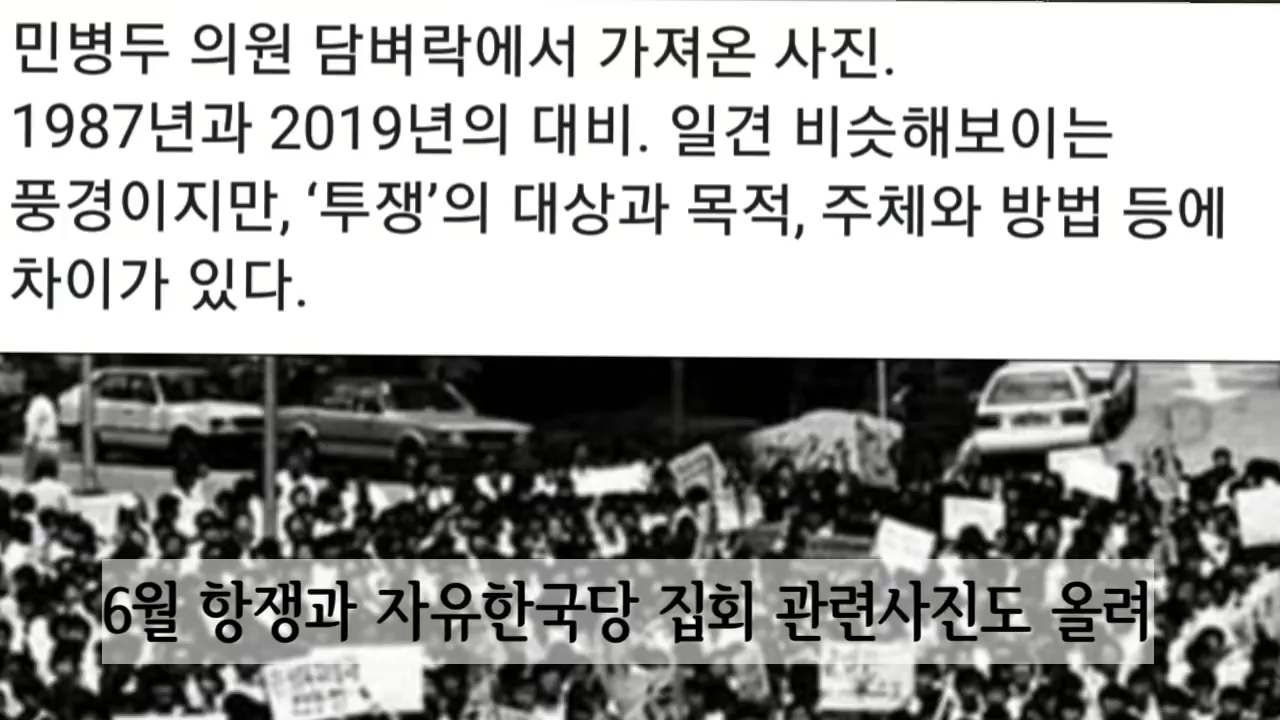 민병두 의원 담벼락에서 가져온 사진.
1987년과 2019년의 대비. 일견 비슷해보이는
풍경이지만, ‘투쟁’의 대상과 목적, 주체와 방법 등에
차이가 있다.
6월 항쟁과 자유한국당 집회 관련사진도 올려